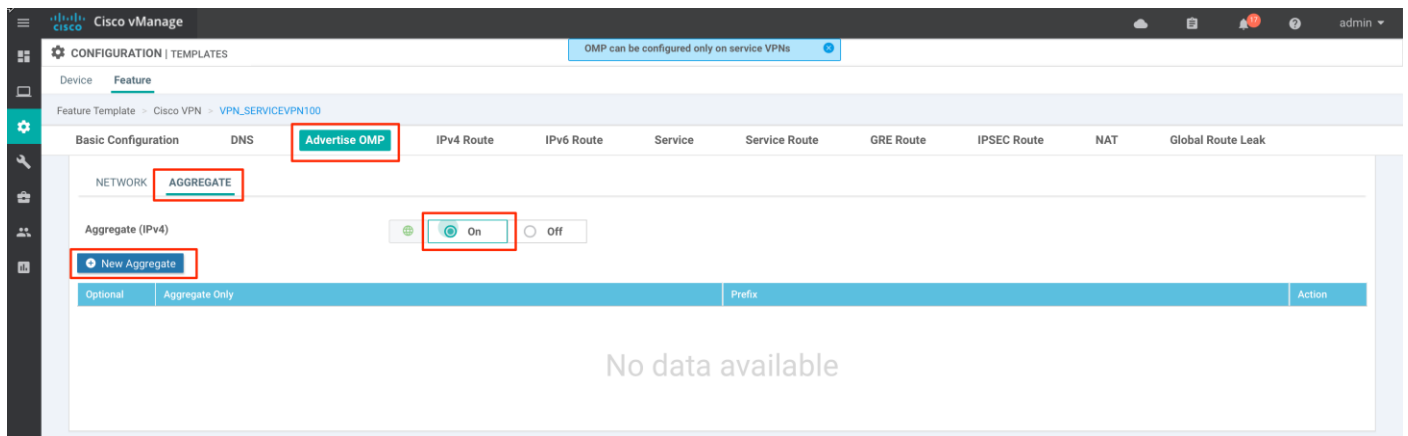 cisco Cisco vManage 17 admin
CONFIGURATION | TEMPLATES OMP can be configured only on service VPNs
Device Feature
Feature Template > Cisco VPN > VPN_SERVICEVPN100
Basic Configuration DNS Advertise OMP IPv4 Route IPv6 Route Service Service Route GRE Route IPSEC Route NAT Global Route Leak
NETWORK AGGREGATE
Aggregate (IPv4) On Off
New Aggregate
Optional Aggregate Only Prefix Action
No data available